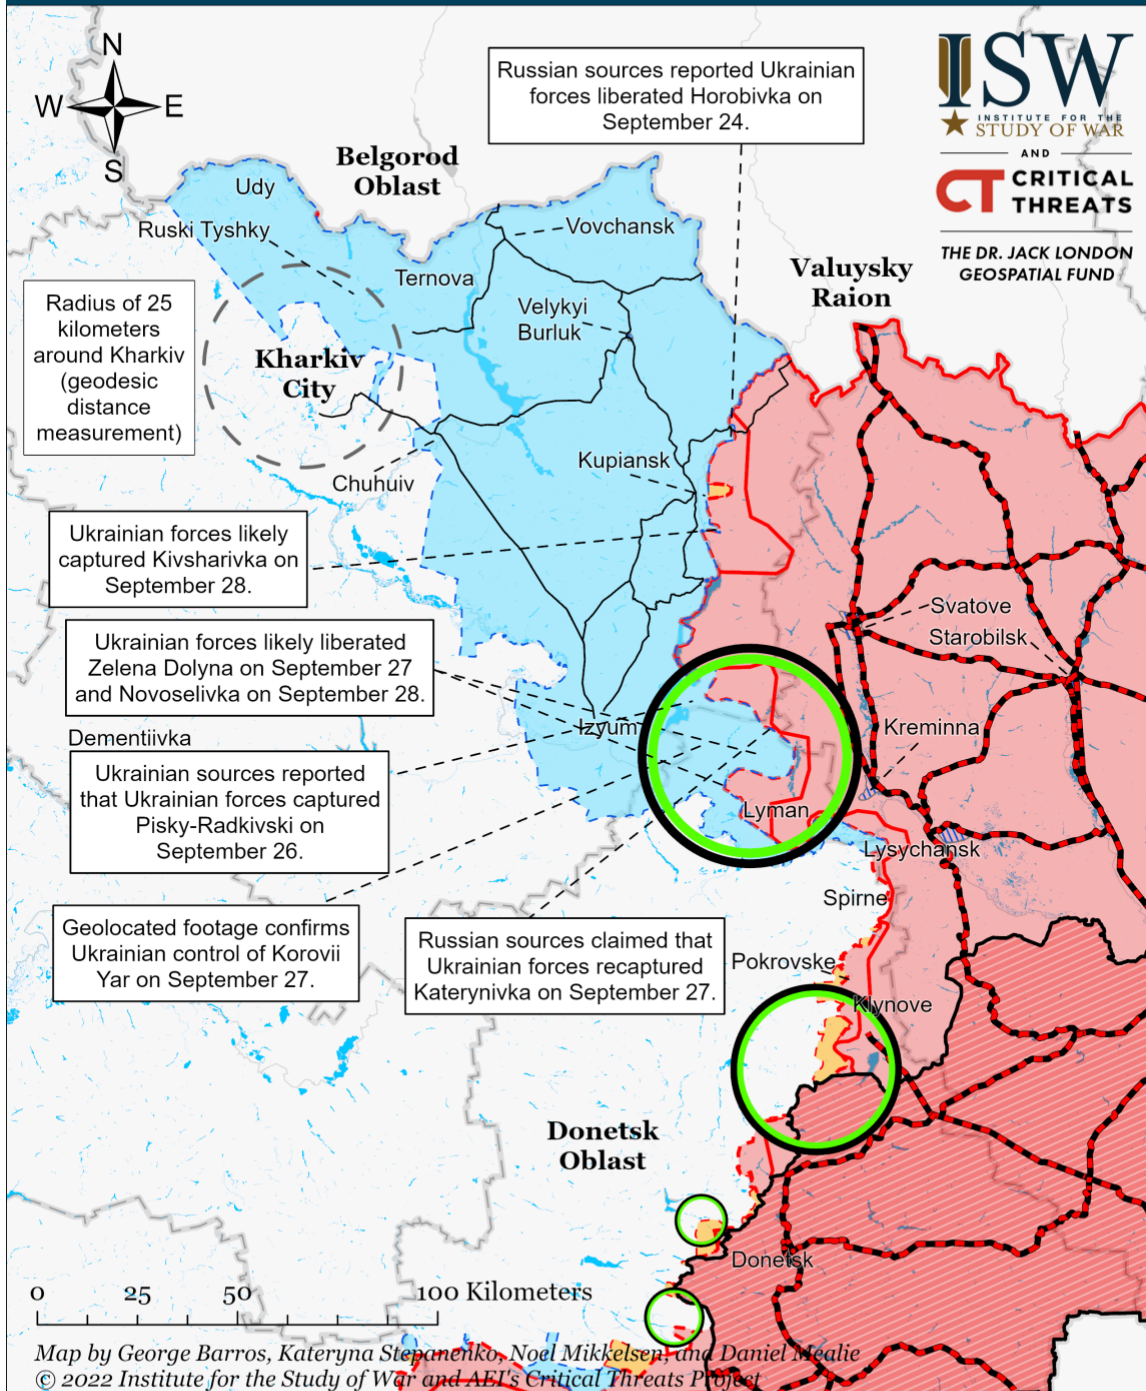 N
W E
S
Russian sources reported Ukrainian
forces liberated Horobivka on
September 24.
ISW
INSTITUTE FOR THE
STUDY OF WAR
AND
CT CRITICAL
THREATS
THE DR. JACK LONDON
GEOSPATIAL FUND
Belgorod
Oblast
Udy
Ruski Tyshky
Vovchansk
Ternova
Valuysky
Raion
Radius of 25
kilometers
around Kharkiv
(geodesic
distance
measurement)
Velykyi
Burluk
Kharkiv
City
Kupiansk
Chuhuiv
Ukrainian forces likely
captured Kivsharivka on
September 28.
Svatove
Starobilsk
Ukrainian forces likely liberated
Zelena Dolyna on September 27
and Novoselivka on September 28.
Izyum
Kreminna
Dementiivka
Ukrainian sources reported
that Ukrainian forces captured
Pisky-Radkivski on
September 26.
Lyman
Lysychansk
Spirne
Geolocated footage confirms
Ukrainian control of Korovii
Yar on September 27.
Russian sources claimed that
Ukrainian forces recaptured
Katerynivka on September 27.
Pokrovske
Klynove
Donetsk
Oblast
Donetsk
0 25 50 100 Kilometers
Map by George Barros, Kateryna Stepanenko, Noel Mikkelsen, and Daniel Mealie
© 2022 Institute for the Study of War and AEI's Critical Threats Project